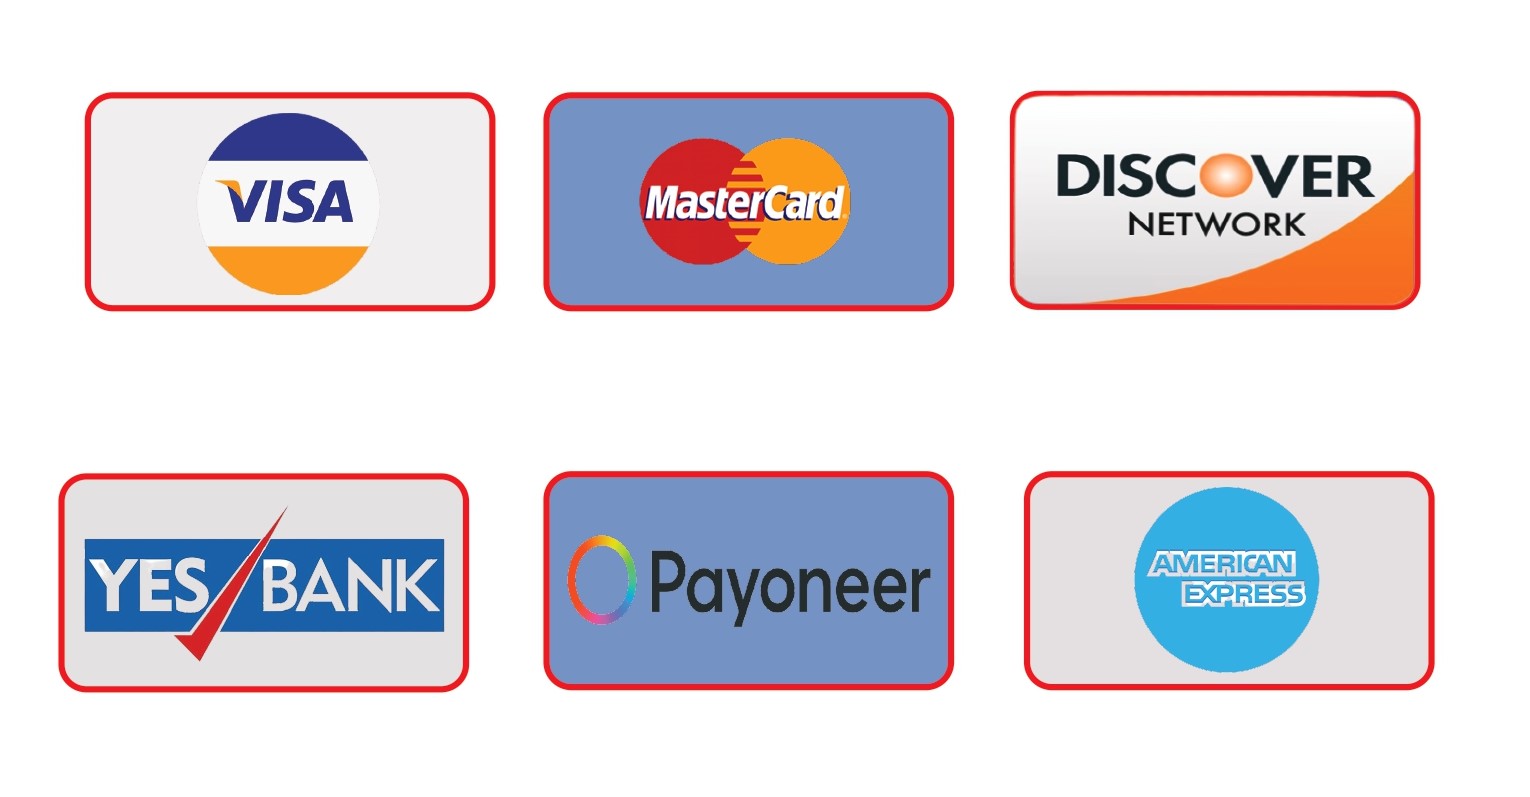 VISA
MasterCard
DISCOVER
NETWORK
YES BANK
Payoneer
AMERICAN
EXPRESS